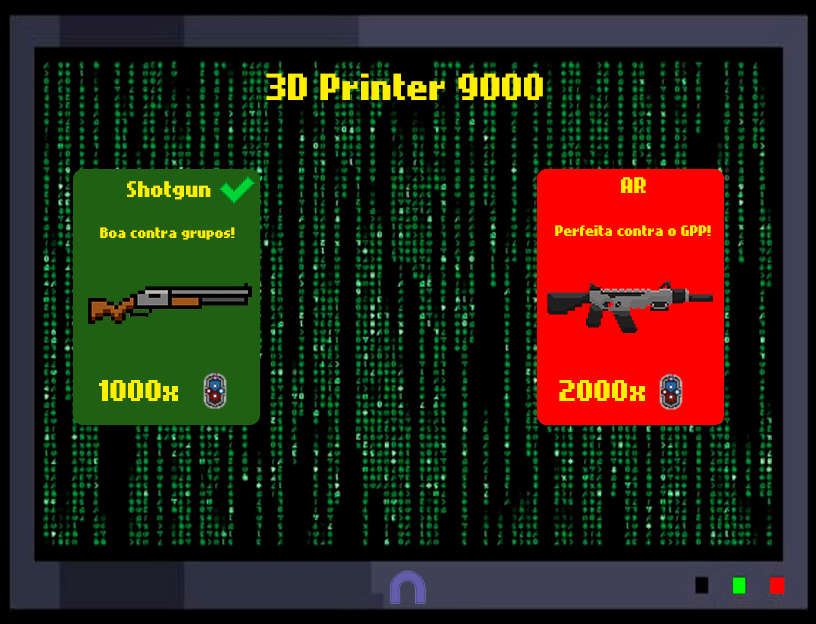 3D Printer 9000
Shotgun
Boa contra grupos!
1000x
AR
Perfeita contra o GPP!
2000x